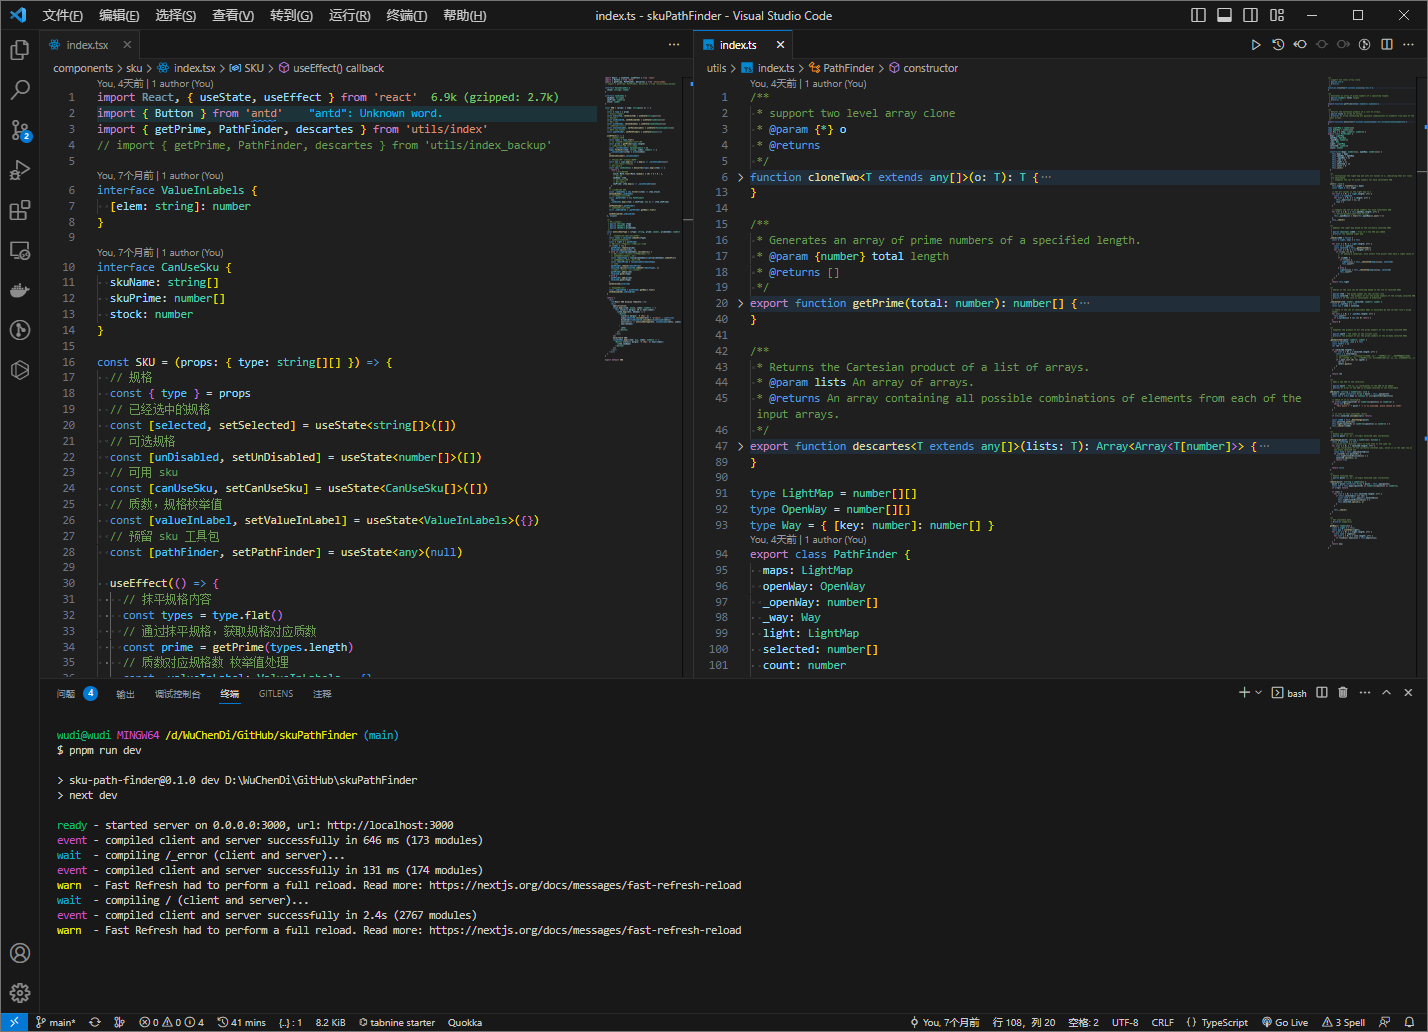 文件(F) 编辑(E) 选择(S) 查看(V) 转到(G) 运行(R) 终端(T) 帮助(H) index.ts - skuPathFinder - Visual Studio Code
index.tsx
components > sku > index.tsx > SKU > useEffect() callback
You, 4天前 | 1 author (You)
1 import React, { useState, useEffect } from 'react' 6.9k (gzipped: 2.7k)
2 import { Button } from 'antd' "antd": Unknown word.
3 import { getPrime, PathFinder, descartes } from 'utils/index'
4 // import { getPrime, PathFinder, descartes } from 'utils/index_backup'
5
You, 7个月前 | 1 author (You)
6 interface ValueInLabels {
7 [elem: string]: number
8 }
9
You, 7个月前 | 1 author (You)
10 interface CanUseSku {
11 skuName: string[]
12 skuPrime: number[]
13 stock: number
14 }
15
16 const SKU = (props: { type: string[][] }) => {
17 // 规格
18 const { type } = props
19 // 已经选中的规格
20 const [selected, setSelected] = useState<string[]>([])
21 // 可选规格
22 const [unDisabled, setUnDisabled] = useState<number[]>([])
23 // 可用 sku
24 const [canUseSku, setCanUseSku] = useState<CanUseSku[]>([])
25 // 质数，规格枚举值
26 const [valueInLabel, setValueInLabel] = useState<ValueInLabels>({})
27 // 预留 sku 工具包
28 const [pathFinder, setPathFinder] = useState<any>(null)
29
30 useEffect(() => {
31 // 抹平规格内容
32 const types = type.flat()
33 // 通过抹平规格，获取规格对应质数
34 const prime = getPrime(types.length)
35 // 质数对应规格数 枚举值处理
index.ts
utils > index.ts > PathFinder > constructor
You, 4天前 | 1 author (You)
1 /**
2 * support two level array clone
3 * @param {*} o
4 * @returns
5 */
6 function cloneTwo<T extends any[]>(o: T): T {···
13 }
14
15 /**
16 * Generates an array of prime numbers of a specified length.
17 * @param {number} total length
18 * @returns []
19 */
20 export function getPrime(total: number): number[] {···
40 }
41
42 /**
43 * Returns the Cartesian product of a list of arrays.
44 * @param lists An array of arrays.
45 * @returns An array containing all possible combinations of elements from each of the
input arrays.
46 */
47 export function descartes<T extends any[]>(lists: T): Array<Array<T[number]>> {···
89 }
90
91 type LightMap = number[][]
92 type OpenWay = number[][]
93 type Way = { [key: number]: number[] }
You, 4天前 | 1 author (You)
94 export class PathFinder {
95 maps: LightMap
96 openWay: OpenWay
97 _openWay: number[]
98 _way: Way
99 light: LightMap
100 selected: number[]
101 count: number
问题 4 输出 调试控制台 终端 GITLENS 注释 bash
wudi@wudi MINGW64 /d/WuChenDi/GitHub/skuPathFinder (main)
$ pnpm run dev
> sku-path-finder@0.1.0 dev D:\WuChenDi\GitHub\skuPathFinder
> next dev
ready - started server on 0.0.0.0:3000, url: http://localhost:3000
event - compiled client and server successfully in 646 ms (173 modules)
wait - compiling /_error (client and server)...
event - compiled client and server successfully in 131 ms (174 modules)
warn - Fast Refresh had to perform a full reload. Read more: https://nextjs.org/docs/messages/fast-refresh-reload
wait - compiling / (client and server)...
event - compiled client and server successfully in 2.4s (2767 modules)
warn - Fast Refresh had to perform a full reload. Read more: https://nextjs.org/docs/messages/fast-refresh-reload
main* 0 0 4 41 mins {..} : 1 8.2 KiB tabnine starter Quokka You, 7个月前 行 108，列 20 空格: 2 UTF-8 CRLF { } TypeScript Go Live 3 Spell